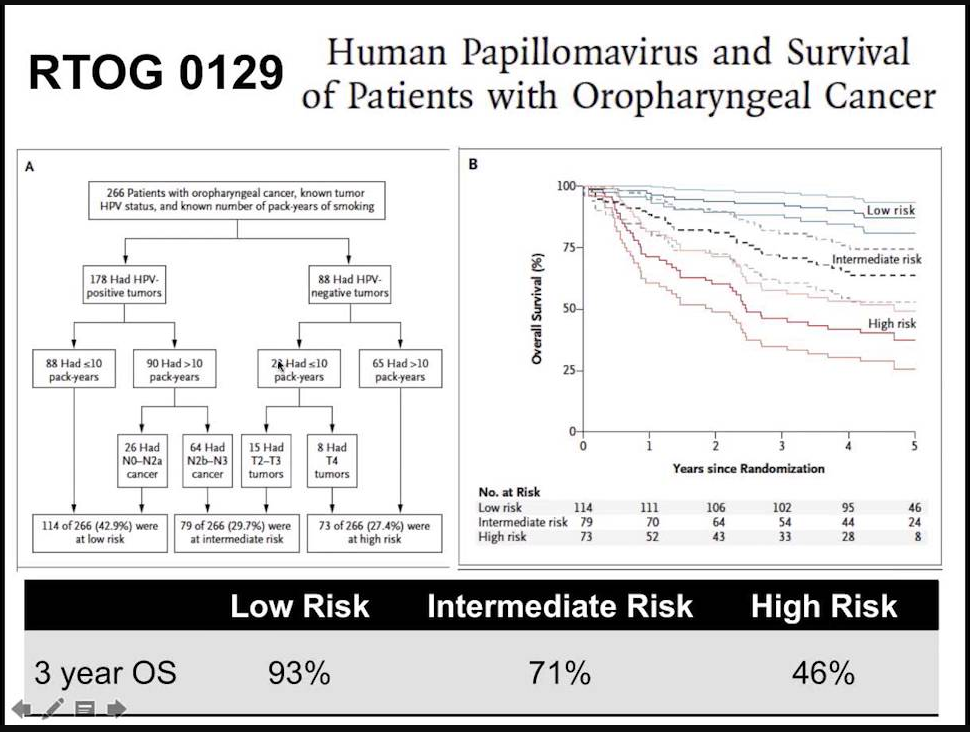 RTOG 0129
Human Papillomavirus and Survival
of Patients with Oropharyngeal Cancer
A
266 Patients with oropharyngeal cancer, known tumor
HPV status, and known number of pack-years of smoking
178 Had HPV-
positive tumors
88 Had HPV-
negative tumors
88 Had ≤10
pack-years
90 Had >10
pack-years
Had ≤10
pack-years
65 Had >10
pack-years
26 Had
N0–N2a
cancer
64 Had
N2b–N3
cancer
15 Had
T2–T3
tumors
8 Had
T4
tumors
114 of 266 (42.9%) were
at low risk
79 of 266 (29.7%) were
at intermediate risk
73 of 266 (27.4%) were
at high risk
B
Overall Survival (%)
100
75
50
25
0
Low risk
Intermediate risk
High risk
0 1 2 3 4 5
Years since Randomization
No. at Risk
Low risk 114 111 106 102 95 46
Intermediate risk 79 70 64 54 44 24
High risk 73 52 43 33 28 8
Low Risk Intermediate Risk High Risk
3 year OS 93% 71% 46%